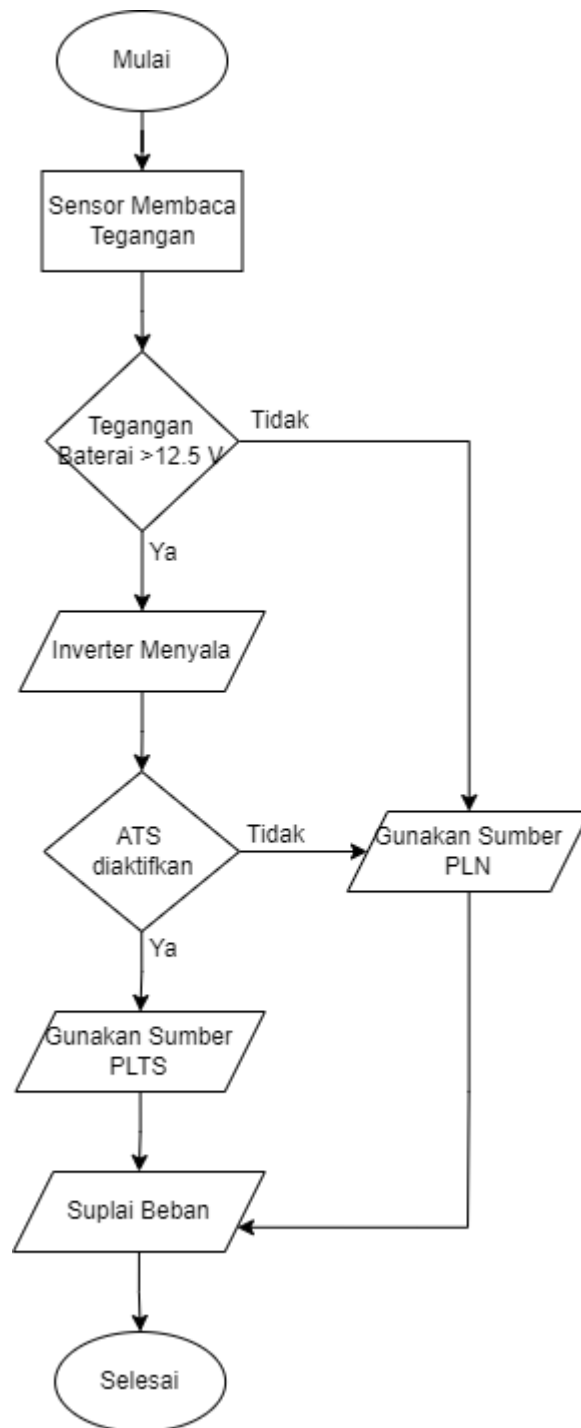 Mulai
Sensor Membaca
Tegangan
Tegangan
Baterai >12.5 V
Tidak
Ya
Inverter Menyala
ATS
diaktifkan
Tidak
Gunakan Sumber
PLN
Ya
Gunakan Sumber
PLTS
Suplai Beban
Selesai